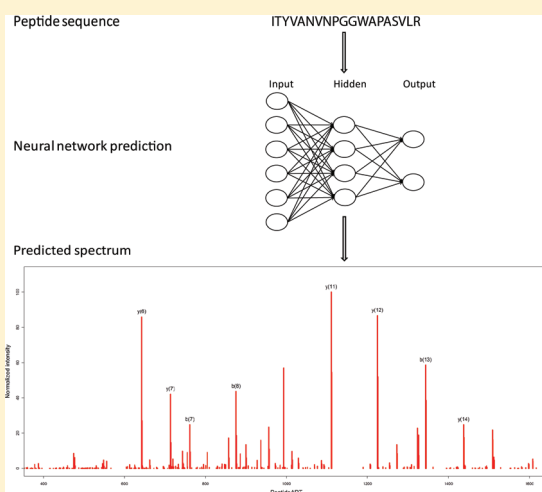 Peptide sequence
ITYVANVNPGGWAPASVLR
Input Hidden Output
Neural network prediction
Predicted spectrum
Normalized intensity
100
80
60
40
20
0
y(6)
y(7)
b(7)
b(8)
y(11)
y(12)
b(13)
y(14)
400 600 800 1000 1200 1400 1600